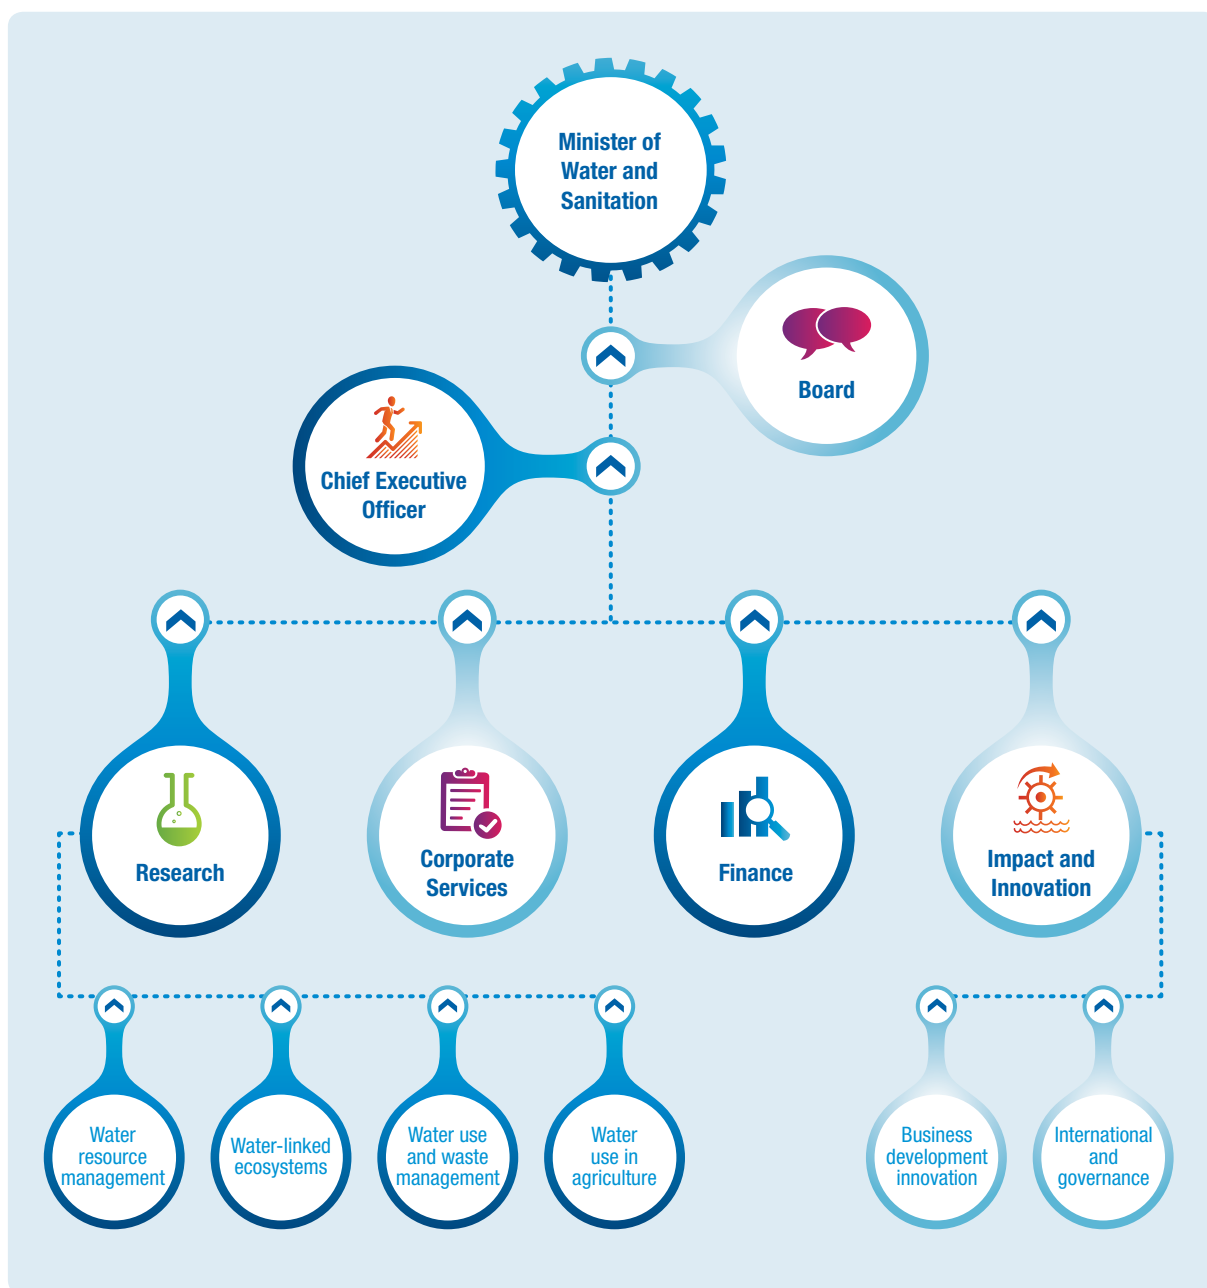 Minister of
Water and
Sanitation
Board
Chief Executive
Officer
Research
Corporate
Services
Finance
Impact and
Innovation
Water
resource
management
Water-linked
ecosystems
Water use
and waste
management
Water
use in
agriculture
Business
development
innovation
International
and
governance